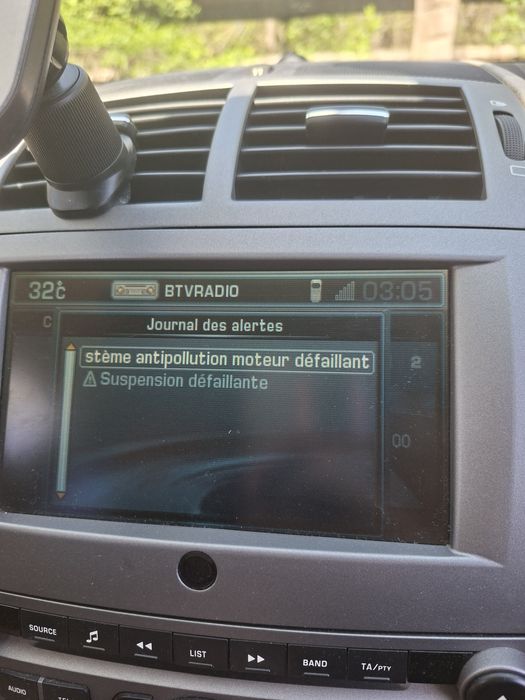 32°C BTVRADIO 03:05
C
Journal des alertes
stème antipollution moteur défaillant
2
Suspension défaillante
00
SOURCE LIST BAND TA/PTY
AUDIO